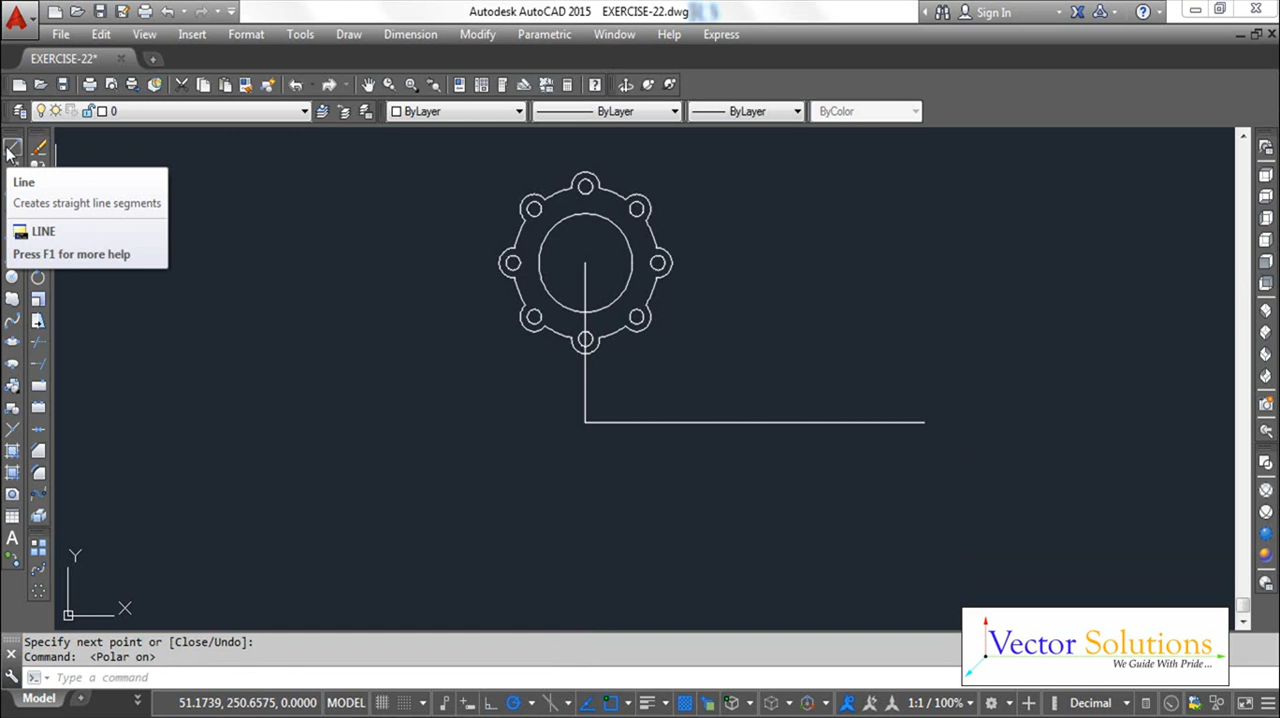 Autodesk AutoCAD 2015 EXERCISE-22.dwg
Sign In
File Edit View Insert Format Tools Draw Dimension Modify Parametric Window Help Express
EXERCISE-22*
0 ByLayer ByLayer ByLayer ByColor
Line
Creates straight line segments
LINE
Press F1 for more help
A
Y
X
Specify next point or [Close/Undo]:
Command: <Polar on>
Type a command
Vector Solutions
We Guide With Pride...
Model 51.1739, 250.6575, 0.0000 MODEL 1:1 / 100% Decimal